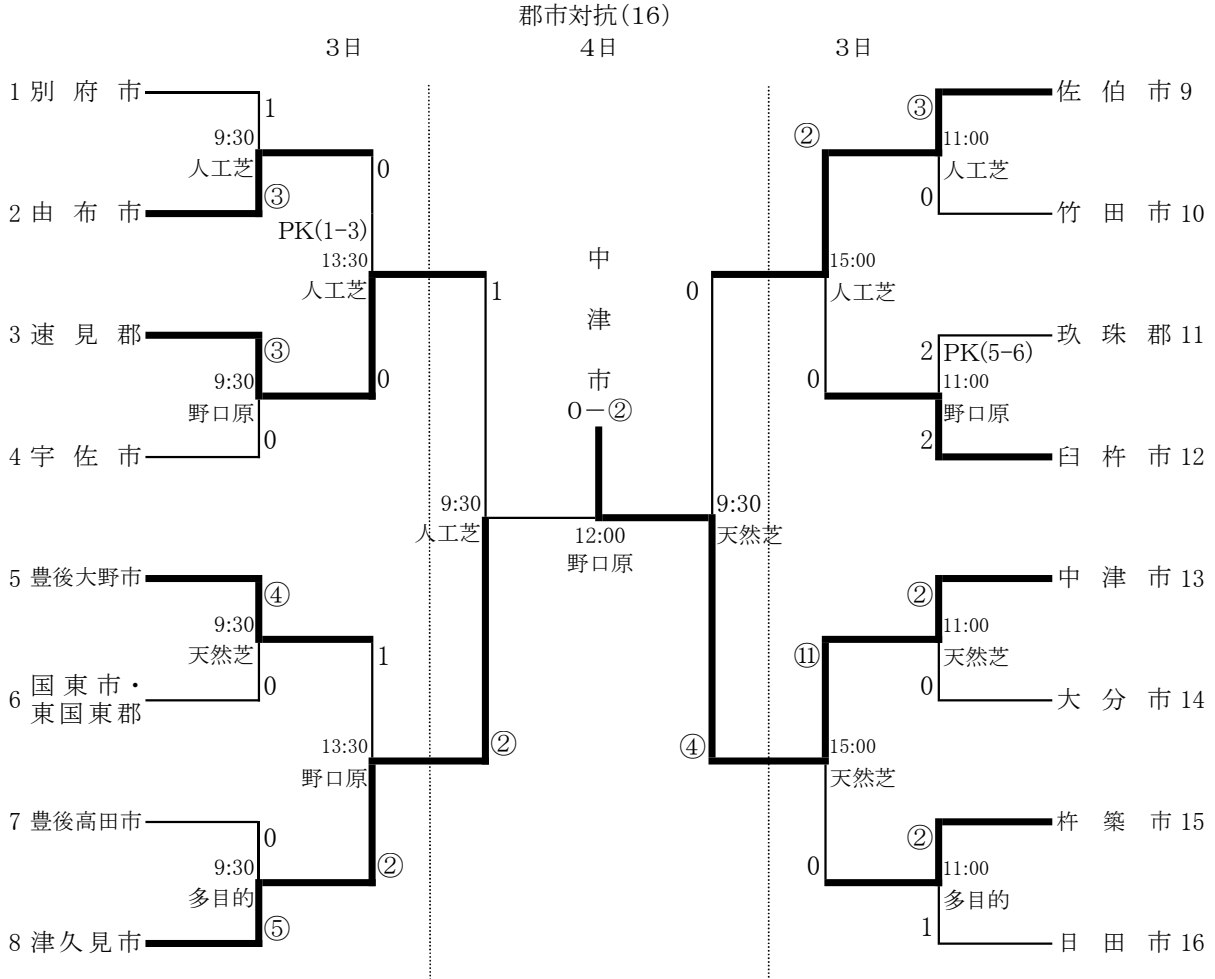 郡市対抗(16)
3日
4日
3日
1 別府市
1
9:30
人工芝
③
2 由布市
0
PK(1-3)
13:30
人工芝
3 速見郡
③
9:30
野口原
0
4 宇佐市
0
1
9:30
人工芝
5 豊後大野市
④
9:30
天然芝
0
6 国東市・
東国東郡
1
13:30
野口原
②
7 豊後高田市
0
9:30
多目的
⑤
8 津久見市
②
中津市
0-②
12:00
野口原
佐伯市 9
③
11:00
人工芝
0
竹田市 10
②
15:00
人工芝
0
玖珠郡 11
2
PK(5-6)
11:00
野口原
2
臼杵市 12
0
9:30
天然芝
④
中津市 13
②
11:00
天然芝
0
大分市 14
⑪
15:00
天然芝
0
杵築市 15
②
11:00
多目的
1
日田市 16